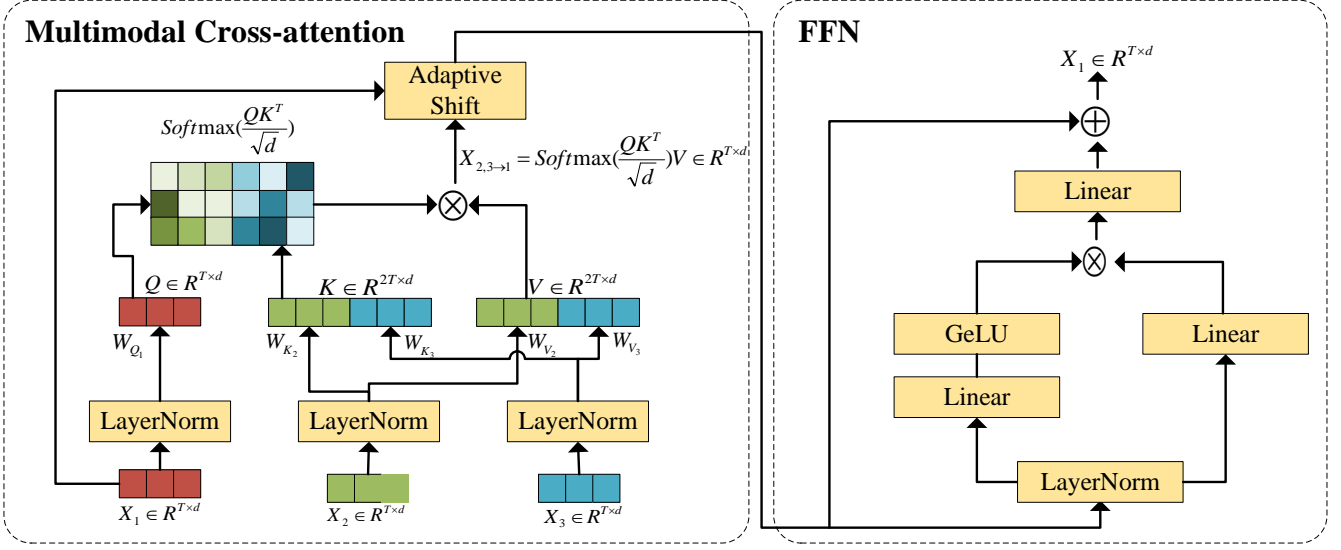 Multimodal Cross-attention
Adaptive
Shift
Softmax(QK^T/√d)
X_{2,3→1} = Softmax(QK^T/√d)V ∈ R^{T×d}
Q ∈ R^{T×d}
K ∈ R^{2T×d}
V ∈ R^{2T×d}
W_{Q_1}
W_{K_2}
W_{K_3}
W_{V_2}
W_{V_3}
LayerNorm
LayerNorm
LayerNorm
X_1 ∈ R^{T×d}
X_2 ∈ R^{T×d}
X_3 ∈ R^{T×d}
FFN
X_1 ∈ R^{T×d}
Linear
GeLU
Linear
Linear
LayerNorm